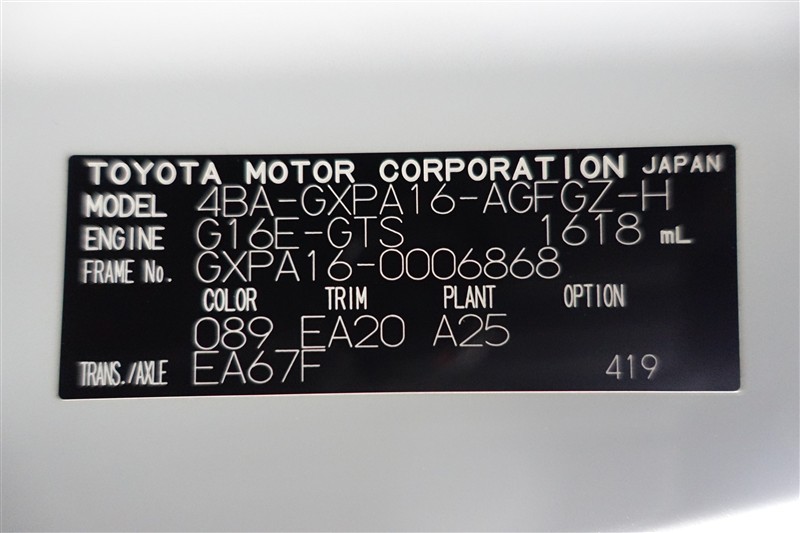 TOYOTA MOTOR CORPORATION JAPAN
MODEL 4BA-GXPA16-AGFGZ-H
ENGINE G16E-GTS 1618 mL
FRAME No. GXPA16-0006868
COLOR TRIM PLANT OPTION
089 EA20 A25
TRANS./AXLE EA67F 419